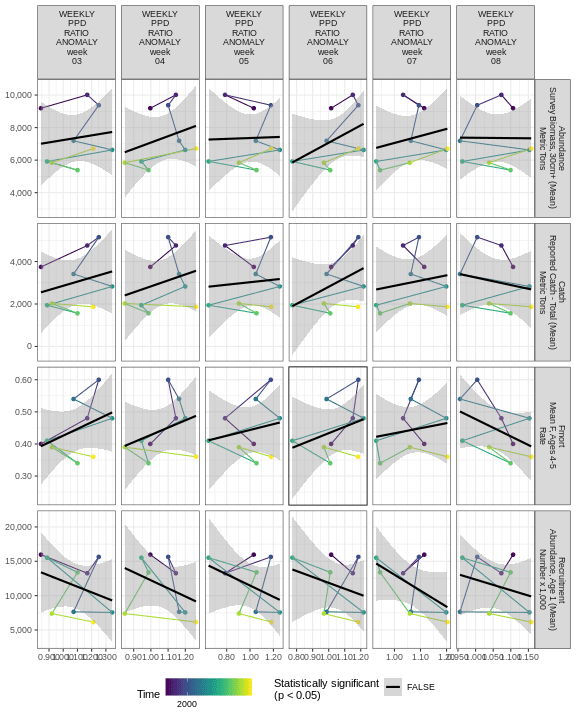 WEEKLY WEEKLY WEEKLY WEEKLY WEEKLY WEEKLY
PPD PPD PPD PPD PPD PPD
RATIO RATIO RATIO RATIO RATIO RATIO
ANOMALY ANOMALY ANOMALY ANOMALY ANOMALY ANOMALY
week week week week week week
03 04 05 06 07 08
10,000
8,000
6,000
4,000
Abundance
Survey Biomass, 30cm+ (Mean)
Metric Tons
4,000
2,000
0
Catch
Reported Catch - Total (Mean)
Metric Tons
0.60
0.50
0.40
0.30
Fmort
Mean F, Ages 4-5
Rate
20,000
15,000
10,000
5,000
Recruitment
Abundance, Age 1 (Mean)
Number x 1,000
0.80 1.00 1.20
1.00 1.10
Time
2000
Statistically significant
(p < 0.05)
FALSE